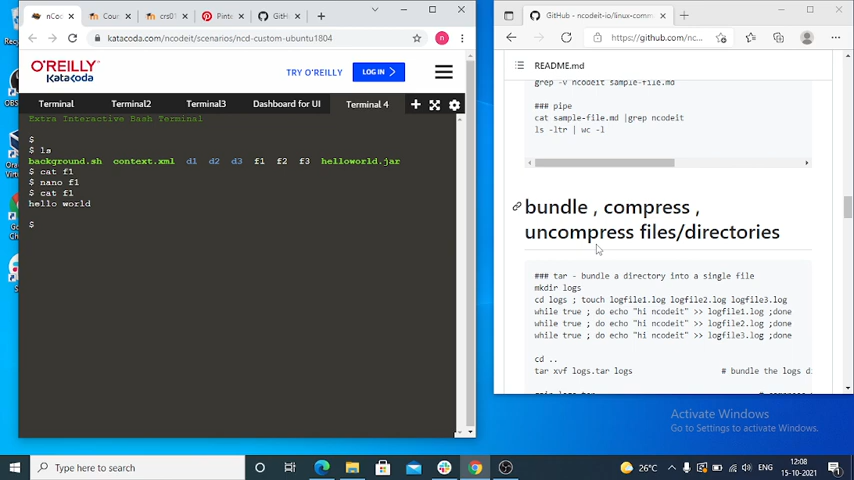 nCo
Cou
crs01
Pinte
GitH
katacoda.com/ncodeit/scenarios/ncd-custom-ubuntu1804
O'REILLY
Katacoda
TRY O'REILLY
LOG IN
Terminal
Terminal2
Terminal3
Dashboard for UI
Terminal 4
Extra Interactive Bash Terminal
$
$ ls
background.sh context.xml d1 d2 d3 f1 f2 f3 helloworld.jar
$ cat f1
$ nano f1
$ cat f1
hello world
$
GitHub - ncodeit-io/linux-comm
https://github.com/nc...
README.md
grep -v ncodeit sample-file.md
### pipe
cat sample-file.md |grep ncodeit
ls -ltr | wc -l
bundle , compress ,
uncompress files/directories
### tar - bundle a directory into a single file
mkdir logs
cd logs ; touch logfile1.log logfile2.log logfile3.log
while true ; do echo "hi ncodeit" >> logfile1.log ;done
while true ; do echo "hi ncodeit" >> logfile2.log ;done
while true ; do echo "hi ncodeit" >> logfile3.log ;done
cd ..
tar xvf logs.tar logs # bundle the logs di
Activate Windows
Go to Settings to activate Windows.
Type here to search
26°C
ENG
12:08
15-10-2021